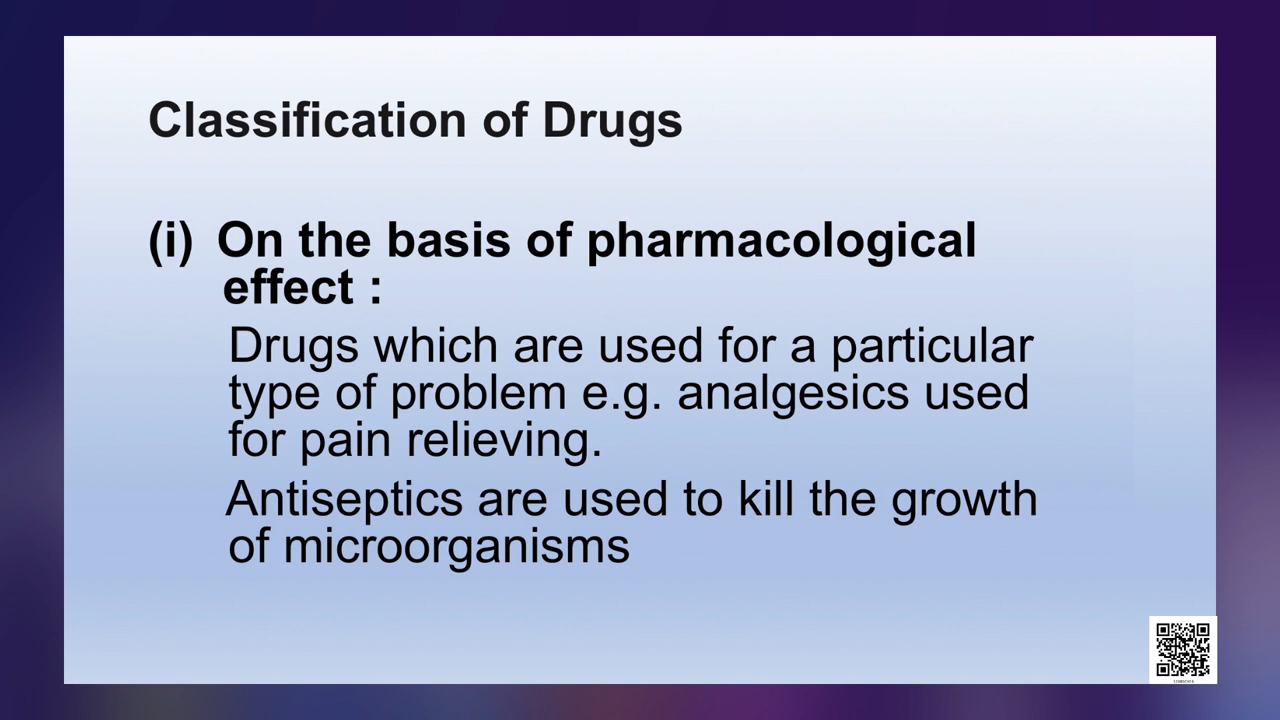 Classification of Drugs
(i) On the basis of pharmacological
effect :
Drugs which are used for a particular
type of problem e.g. analgesics used
for pain relieving.
Antiseptics are used to kill the growth
of microorganisms